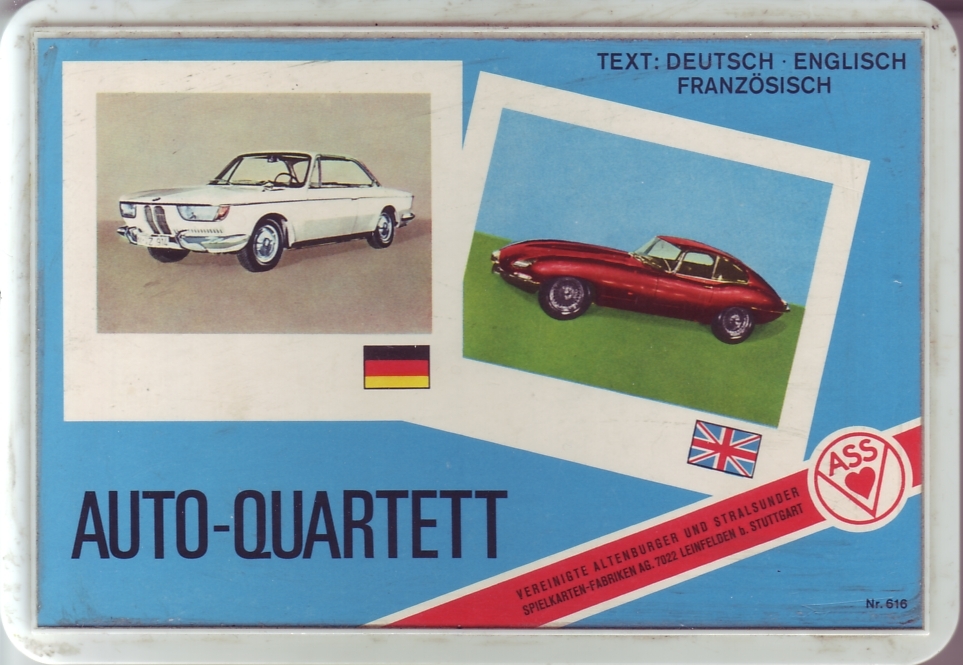 TEXT: DEUTSCH · ENGLISCH
FRANZÖSISCH
AUTO-QUARTETT
VEREINIGTE ALTENBURGER UND STRALSUNDER
SPIELKARTEN-FABRIKEN AG. 7022 LEINFELDEN b. STUTTGART
ASS
Nr. 616